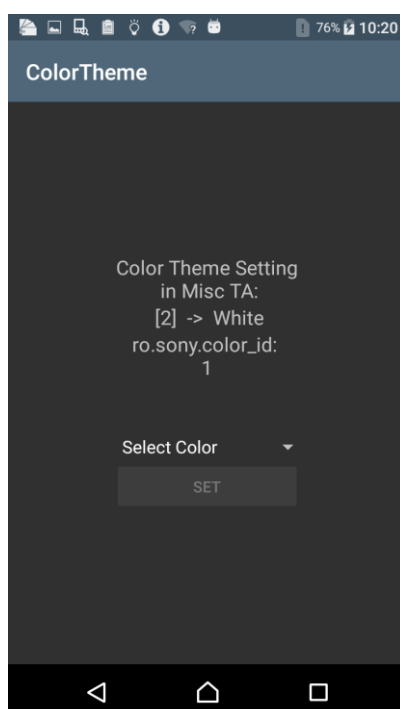 76% 10:20
ColorTheme
Color Theme Setting
in Misc TA:
[2] -> White
ro.sony.color_id:
1
Select Color
SET